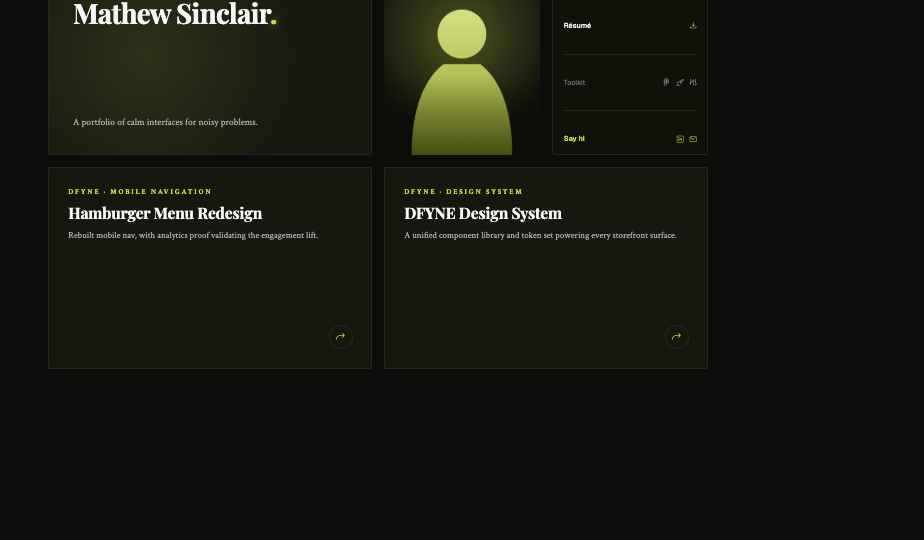 Mathew Sinclair.
A portfolio of calm interfaces for noisy problems.
Résumé
Toolkit
Say hi
DFYNE · MOBILE NAVIGATION
Hamburger Menu Redesign
Rebuilt mobile nav, with analytics proof validating the engagement lift.
DFYNE · DESIGN SYSTEM
DFYNE Design System
A unified component library and token set powering every storefront surface.